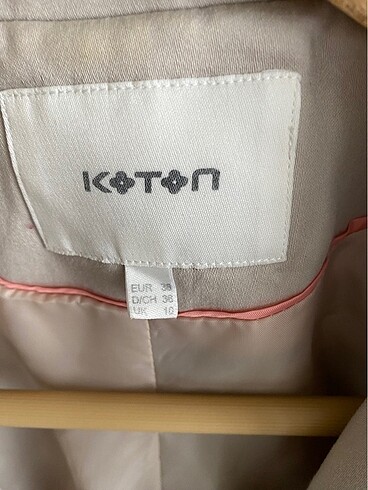 KOTON
EUR 38
D/CH 36
UK 10